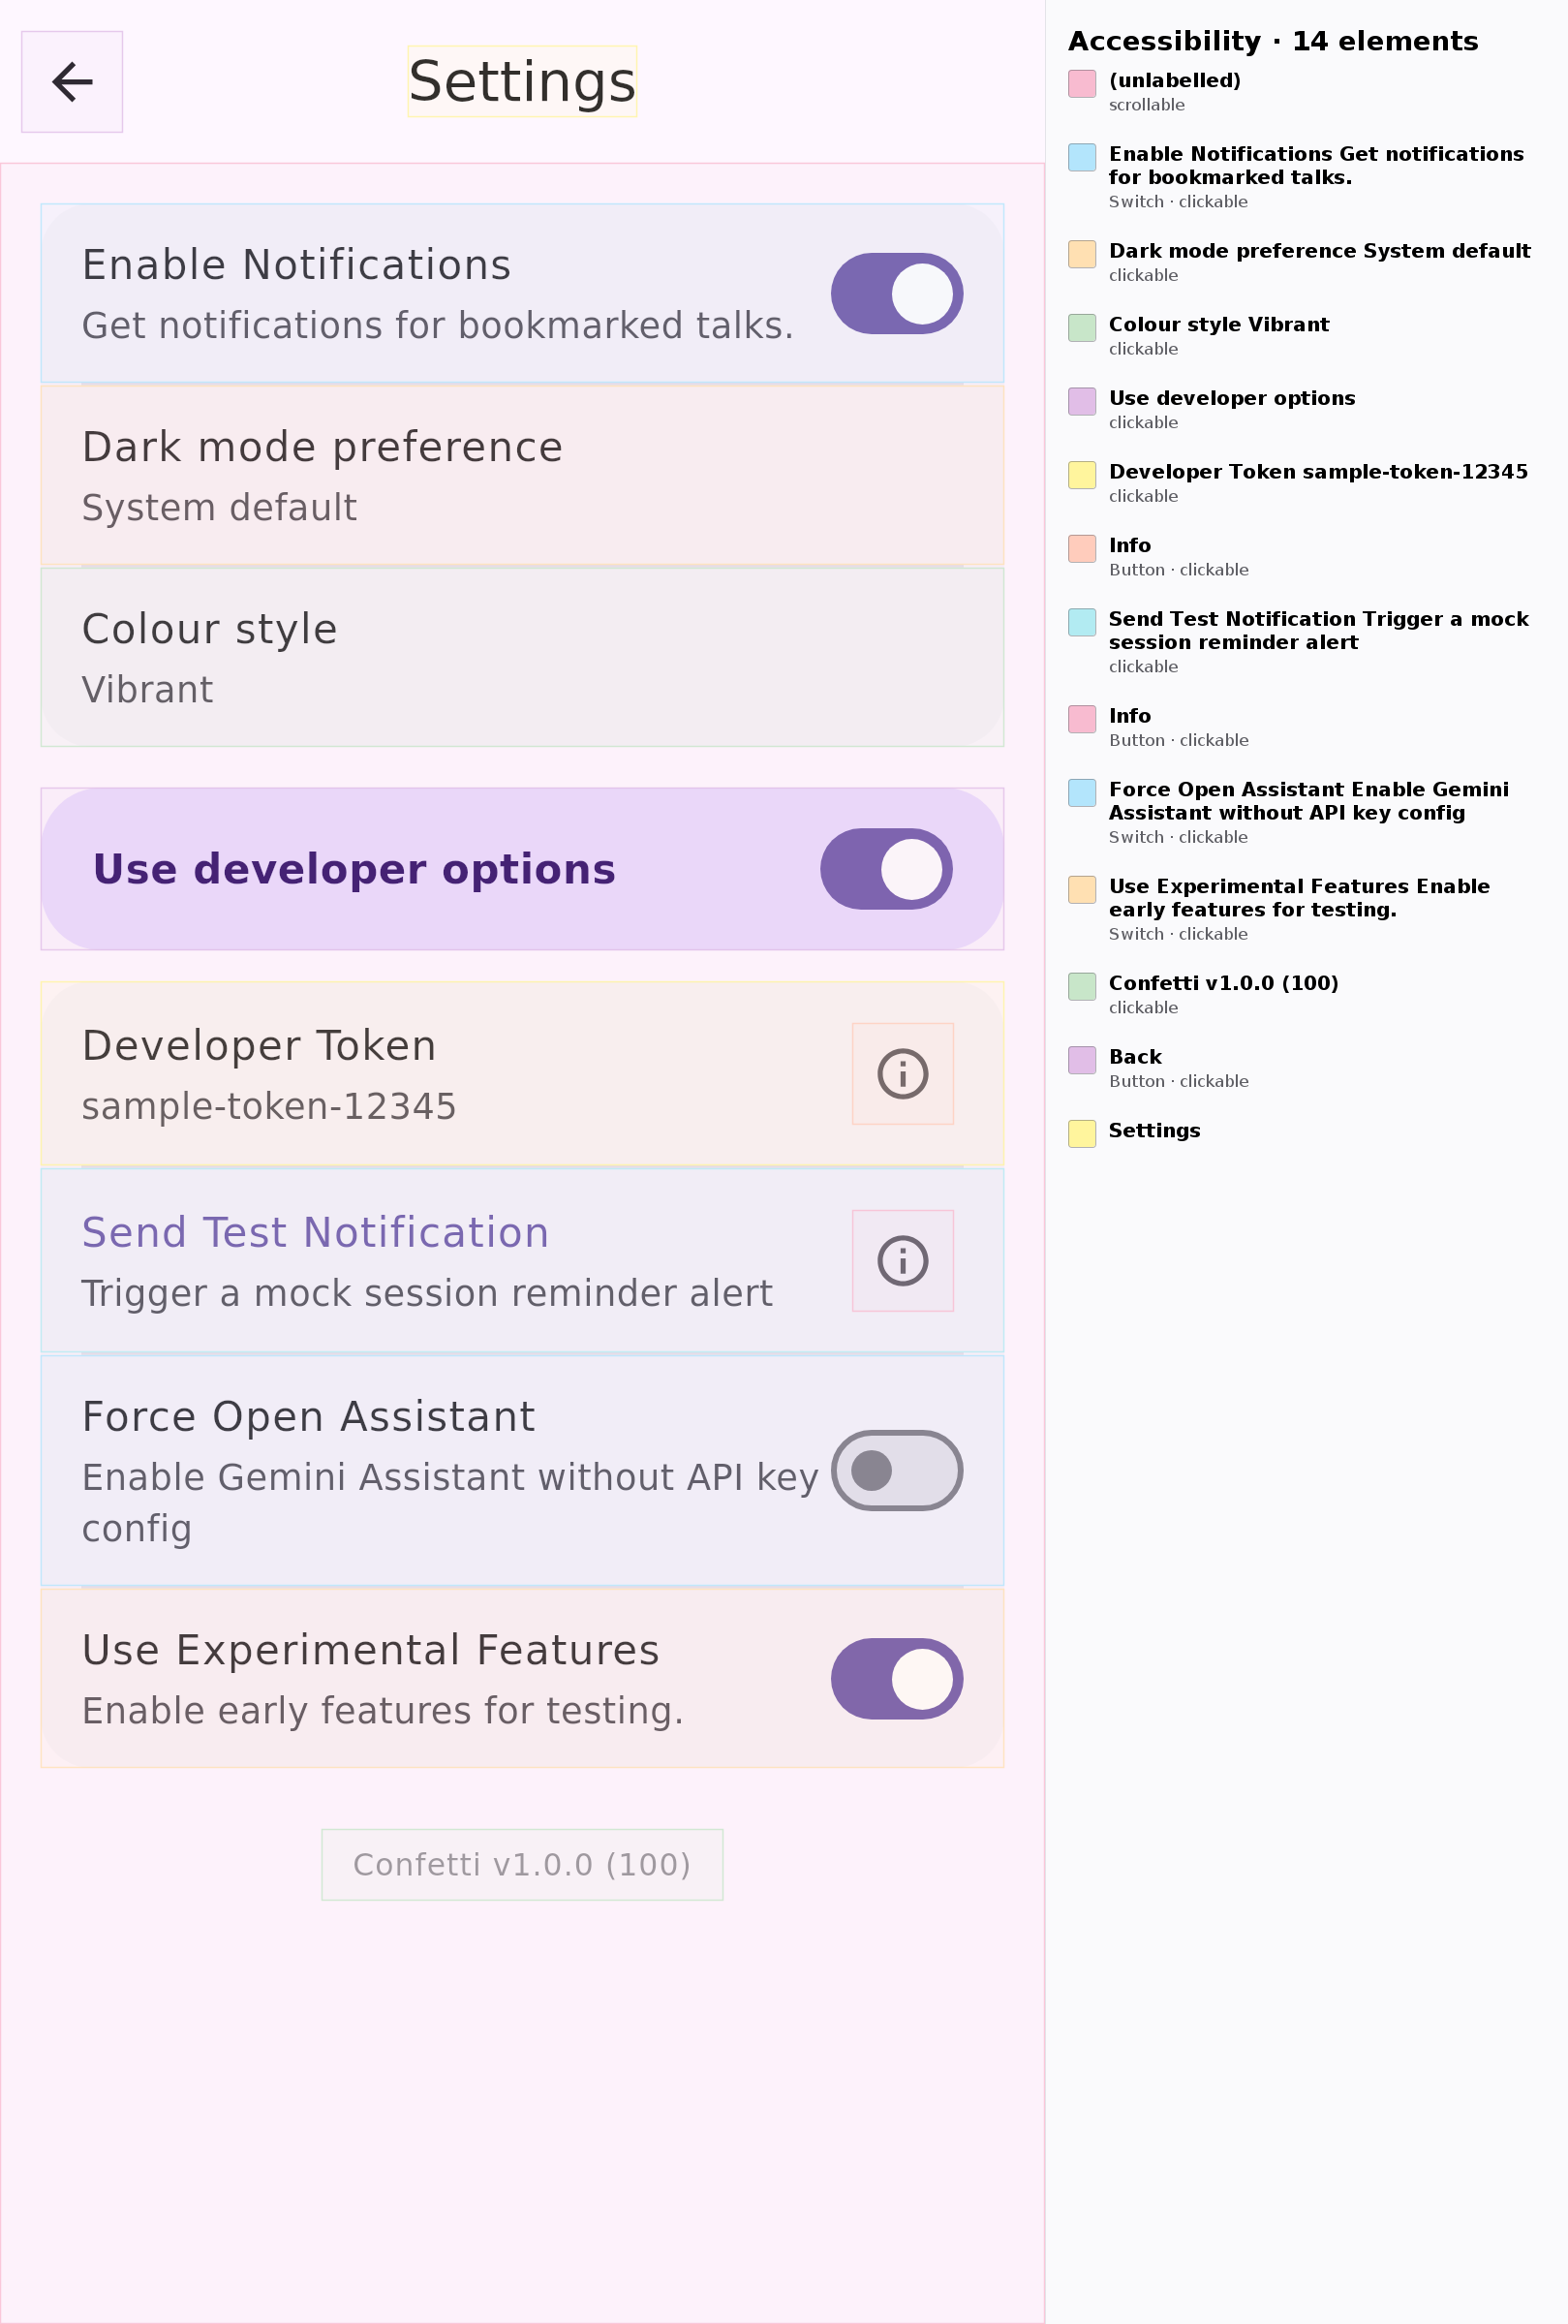 Settings
Enable Notifications
Get notifications for bookmarked talks.
Dark mode preference
System default
Colour style
Vibrant
Use developer options
Developer Token
sample-token-12345
Send Test Notification
Trigger a mock session reminder alert
Force Open Assistant
Enable Gemini Assistant without API key
config
Use Experimental Features
Enable early features for testing.
Confetti v1.0.0 (100)
Accessibility · 14 elements
(unlabelled)
scrollable
Enable Notifications Get notifications
for bookmarked talks.
Switch · clickable
Dark mode preference System default
clickable
Colour style Vibrant
clickable
Use developer options
clickable
Developer Token sample-token-12345
clickable
Info
Button · clickable
Send Test Notification Trigger a mock
session reminder alert
clickable
Info
Button · clickable
Force Open Assistant Enable Gemini
Assistant without API key config
Switch · clickable
Use Experimental Features Enable
early features for testing.
Switch · clickable
Confetti v1.0.0 (100)
clickable
Back
Button · clickable
Settings